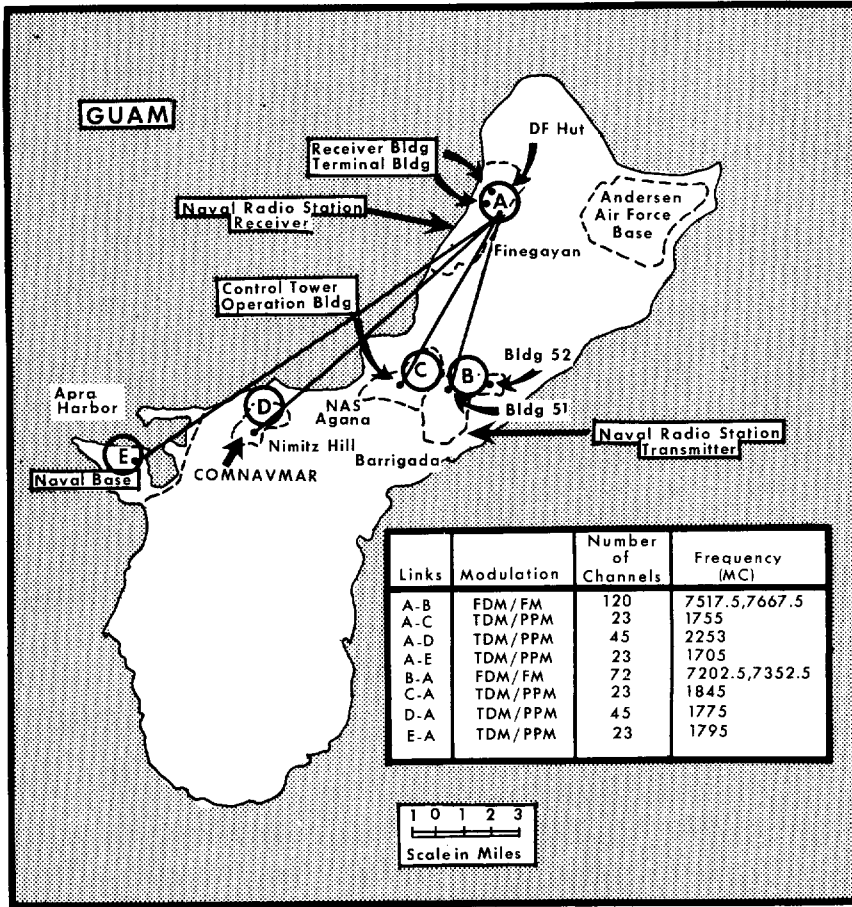 GUAM
DF Hut
Receiver Bldg
Terminal Bldg
A
Andersen
Air Force
Base
Naval Radio Station
Receiver
Finegayan
Control Tower
Operation Bldg
C
B
Bldg 52
Apra
Harbor
D
NAS
Agana
Bldg 51
Nimitz Hill
Naval Radio Station
Transmitter
E
Barrigada
Naval Base
COMNAVMAR
Links Modulation Number of Channels Frequency (MC)
A-B FDM/FM 120 7517.5,7667.5
A-C TDM/PPM 23 1755
A-D TDM/PPM 45 2253
A-E TDM/PPM 23 1705
B-A FDM/FM 72 7202.5,7352.5
C-A TDM/PPM 23 1845
D-A TDM/PPM 45 1775
E-A TDM/PPM 23 1795
1 0 1 2 3
Scale in Miles